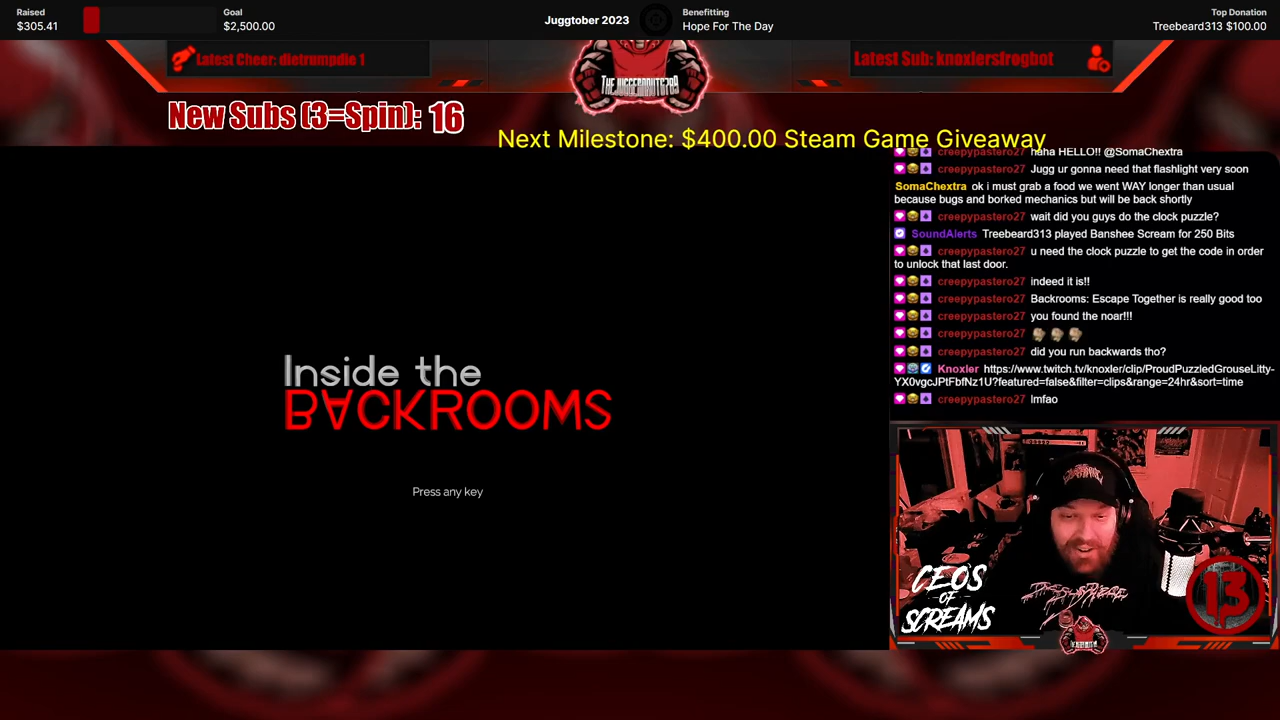 Raised
$305.41
Goal
$2,500.00
Juggtober 2023
Benefitting
Hope For The Day
Top Donation
Treebeard313 $100.00
Latest Cheer: dietrumpdie 1
THEJUGGERNAUT6789
Latest Sub: knoxlersfrogbot
New Subs (3=Spin): 16
Next Milestone: $400.00 Steam Game Giveaway
creepypastero27 haha HELLO!! @SomaChextra
creepypastero27 Jugg ur gonna need that flashlight very soon
SomaChextra ok i must grab a food we went WAY longer than usual
because bugs and borked mechanics but will be back shortly
creepypastero27 wait did you guys do the clock puzzle?
SoundAlerts Treebeard313 played Banshee Scream for 250 Bits
creepypastero27 u need the clock puzzle to get the code in order
to unlock that last door.
creepypastero27 indeed it is!!
creepypastero27 Backrooms: Escape Together is really good too
creepypastero27 you found the noar!!!
creepypastero27
creepypastero27 did you run backwards tho?
Knoxler https://www.twitch.tv/knoxler/clip/ProudPuzzledGrouseLitty-
YX0vgcJPtFbfNz1U?featured=false&filter=clips&range=24hr&sort=time
creepypastero27 lmfao
Inside the
BACKROOMS
Press any key
CEOS
OF
SCREAMS
13